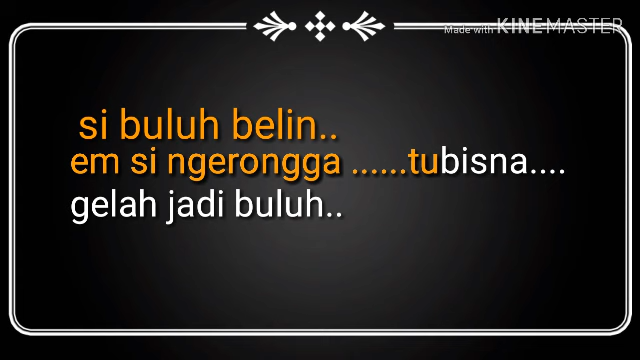 Made with KINEMASTER
si buluh belin..
em si ngerongga ......tubisna....
gelah jadi buluh..